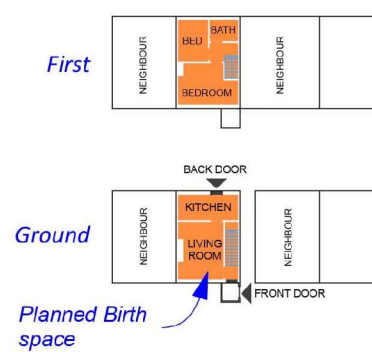 First
NEIGHBOUR
BED
BATH
BEDROOM
NEIGHBOUR
BACK DOOR
Ground
NEIGHBOUR
KITCHEN
LIVING
ROOM
NEIGHBOUR
FRONT DOOR
Planned Birth
space